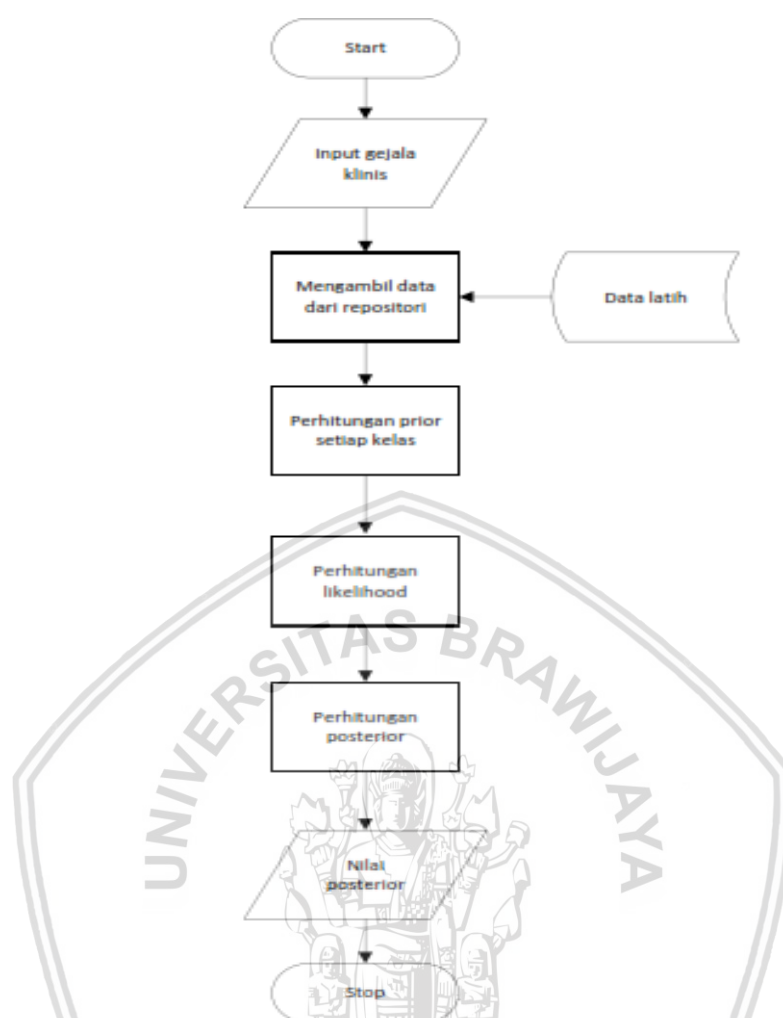 Start
Input gejala
klinis
Mengambil data
dari repositori
Data latih
Perhitungan prior
setiap kelas
Perhitungan
likelihood
UNIVERSITAS BRAWIJAYA
Perhitungan
posterior
Nilai
posterior
Stop